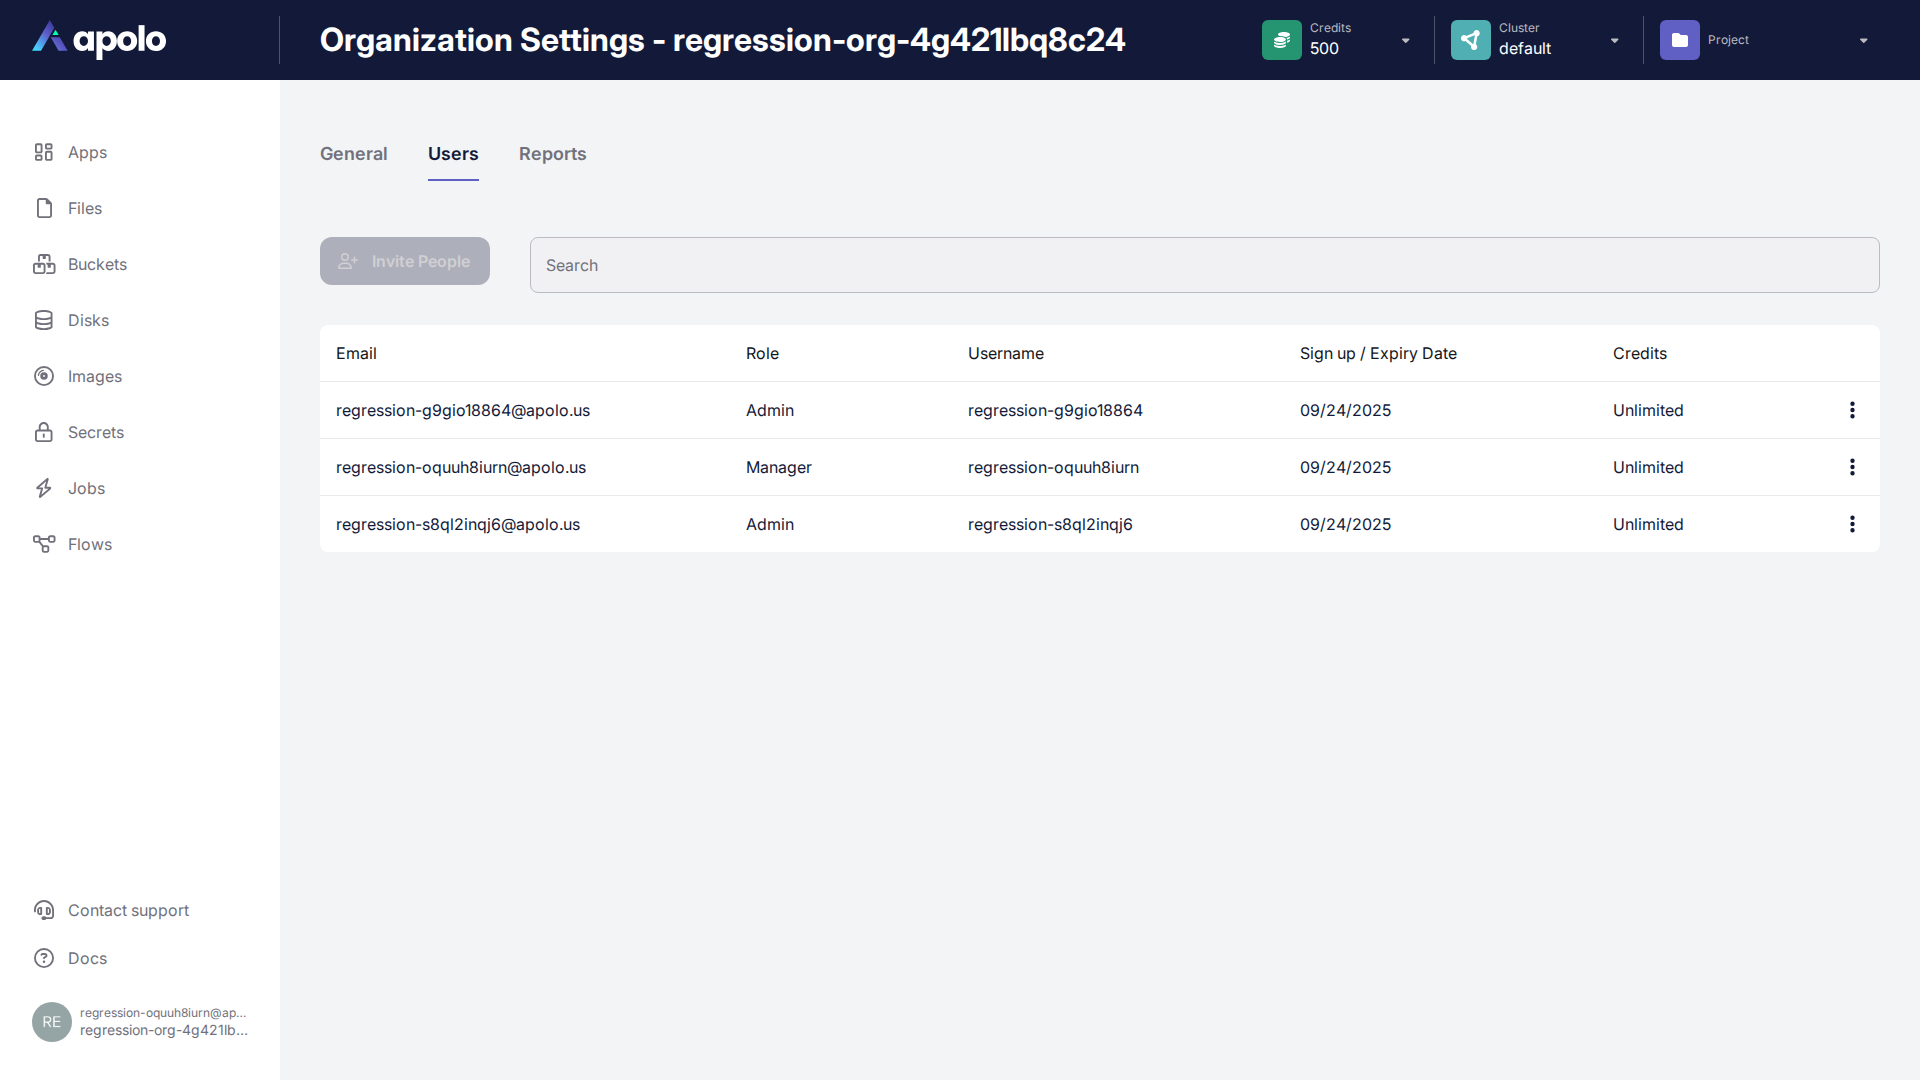 apolo
Organization Settings - regression-org-4g421lbq8c24
Credits
500
Cluster
default
Project
Apps
Files
Buckets
Disks
Images
Secrets
Jobs
Flows
Contact support
Docs
RE
regression-oquuh8iurn@ap...
regression-org-4g421lb...
General Users Reports
Invite People
Search
Email Role Username Sign up / Expiry Date Credits
regression-g9gio18864@apolo.us Admin regression-g9gio18864 09/24/2025 Unlimited
regression-oquuh8iurn@apolo.us Manager regression-oquuh8iurn 09/24/2025 Unlimited
regression-s8ql2inqj6@apolo.us Admin regression-s8ql2inqj6 09/24/2025 Unlimited